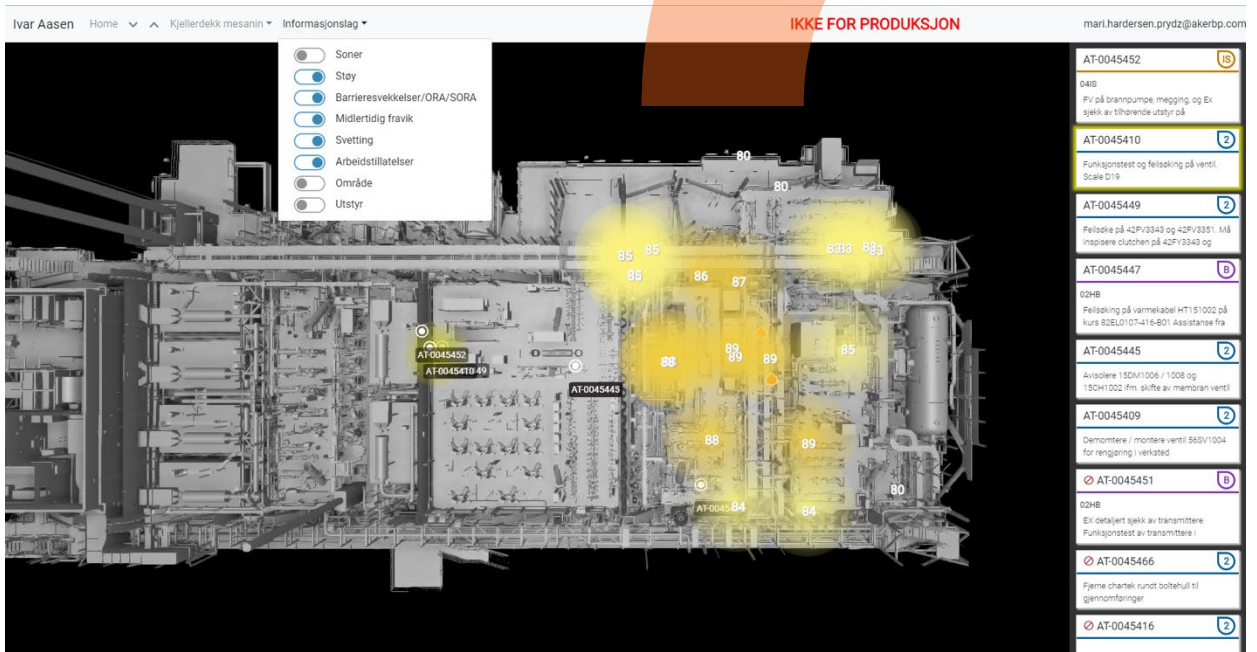 Ivar Aasen Home Kjellerdekk mesanin Informasjonslag IKKE FOR PRODUKSJON mari.hardersen.prydz@akerbp.com
Soner
Støy
Barrieresvekkelser/ORA/SORA
Midlertidig fravik
Svetting
Arbeidstillatelser
Område
Utstyr
80
80
85 85
85
86 87
83 88
88
89
89
89
85
88
89
84
84
80
AT-0045452
AT-0045410 49
AT-0045445
AT-0045452 IS
04IS
FV på brannpumpe, megging, og Ex
sjekk av tilhørende utstyr på
AT-0045410 2
Funksjonstest og feilsøking på ventil.
Scale D19
AT-0045449 2
Feilsøke på 42FV3343 og 42FV3351. Må
inspisere clutchen på 42FV3343 og
AT-0045447 B
02HB
Feilsøking på varmekabel HT151002 på
kurs 82EL0107-416-B01 Assistanse fra
AT-0045445 2
Avisolere 15DM1006 / 1008 og
15CH1002 ifm. skifte av membran ventil
AT-0045409 2
Demomtere / montere ventil 56SV1004
for rengjøring i verksted
AT-0045451 B
02HB
EX detaljert sjekk av transmittere.
Funksjonstest av transmittere i
AT-0045466 2
Fjerne chartek rundt boltehull til
gjennomføringer
AT-0045416 2